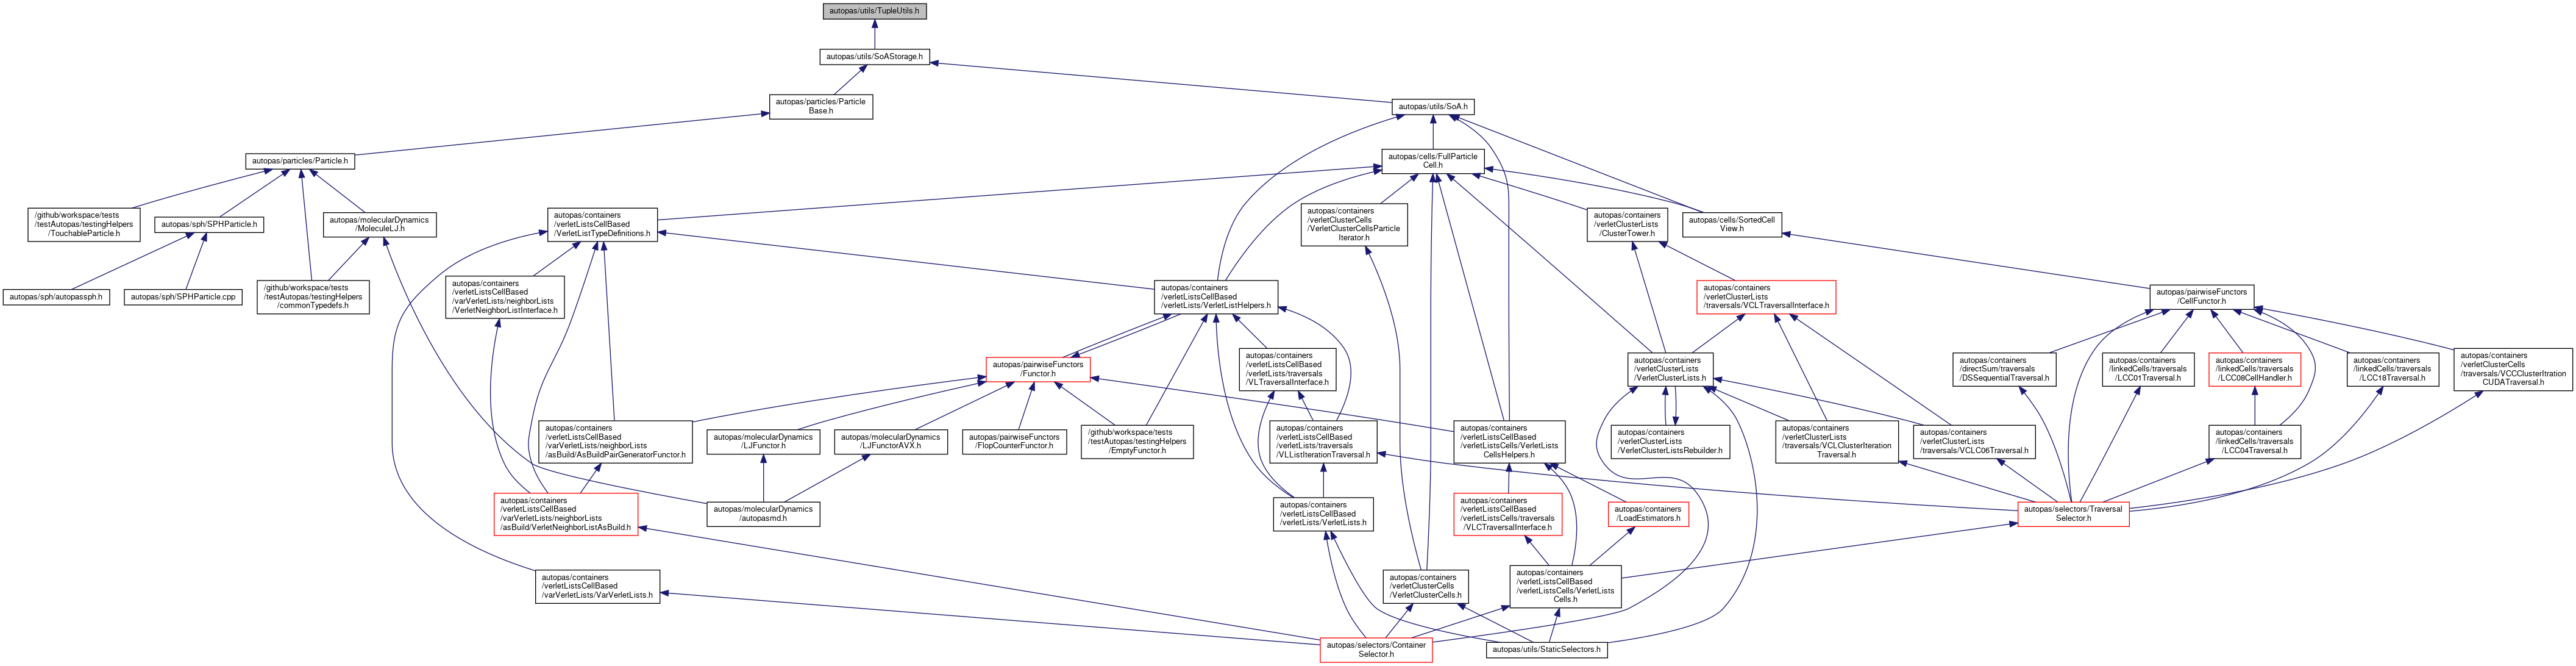 autopas/utils/TupleUtils.h
autopas/utils/SoAStorage.h
autopas/particles/Particle
Base.h
autopas/utils/SoA.h
autopas/particles/Particle.h
autopas/cells/FullParticle
Cell.h
/github/workspace/tests
/testAutopas/testingHelpers
/TouchableParticle.h
autopas/sph/SPHParticle.h
autopas/molecularDynamics
/MoleculeLJ.h
autopas/containers
/verletListsCellBased
/VerletListTypeDefinitions.h
autopas/containers
/verletClusterCells
/VerletClusterCellsParticle
Iterator.h
autopas/containers
/verletClusterLists
/ClusterTower.h
autopas/cells/SortedCell
View.h
autopas/sph/autopassph.h
autopas/sph/SPHParticle.cpp
/github/workspace/tests
/testAutopas/testingHelpers
/commonTypedefs.h
autopas/containers
/verletListsCellBased
/varVerletLists/neighborLists
/VerletNeighborListInterface.h
autopas/containers
/verletListsCellBased
/verletLists/VerletListHelpers.h
autopas/containers
/verletClusterLists
/traversals/VCLTraversalInterface.h
autopas/pairwiseFunctors
/CellFunctor.h
autopas/pairwiseFunctors
/Functor.h
autopas/containers
/verletListsCellBased
/verletLists/traversals
/VLTraversalInterface.h
autopas/containers
/verletClusterLists
/VerletClusterLists.h
autopas/containers
/directSum/traversals
/DSSequentialTraversal.h
autopas/containers
/linkedCells/traversals
/LCC01Traversal.h
autopas/containers
/linkedCells/traversals
/LCC08CellHandler.h
autopas/containers
/linkedCells/traversals
/LCC18Traversal.h
autopas/containers
/verletClusterCells
/traversals/VCCClusterItration
CUDATraversal.h
autopas/containers
/verletListsCellBased
/varVerletLists/neighborLists
/asBuild/AsBuildPairGeneratorFunctor.h
autopas/molecularDynamics
/LJFunctor.h
autopas/molecularDynamics
/LJFunctorAVX.h
autopas/pairwiseFunctors
/FlopCounterFunctor.h
/github/workspace/tests
/testAutopas/testingHelpers
/EmptyFunctor.h
autopas/containers
/verletListsCellBased
/verletLists/traversals
/VLListIterationTraversal.h
autopas/containers
/verletListsCellBased
/verletListsCells/VerletLists
CellsHelpers.h
autopas/containers
/verletClusterLists
/VerletClusterListsRebuilder.h
autopas/containers
/verletClusterLists
/traversals/VCLClusterIteration
Traversal.h
autopas/containers
/verletClusterLists
/traversals/VCLC06Traversal.h
autopas/containers
/linkedCells/traversals
/LCC04Traversal.h
autopas/containers
/verletListsCellBased
/varVerletLists/neighborLists
/asBuild/VerletNeighborListAsBuild.h
autopas/molecularDynamics
/autopasmd.h
autopas/containers
/verletListsCellBased
/verletLists/VerletLists.h
autopas/containers
/verletListsCellBased
/verletListsCells/traversals
/VLCTraversalInterface.h
autopas/containers
/LoadEstimators.h
autopas/selectors/Traversal
Selector.h
autopas/containers
/verletListsCellBased
/varVerletLists/VarVerletLists.h
autopas/containers
/verletClusterCells
/VerletClusterCells.h
autopas/containers
/verletListsCellBased
/verletListsCells/VerletLists
Cells.h
autopas/selectors/Container
Selector.h
autopas/utils/StaticSelectors.h